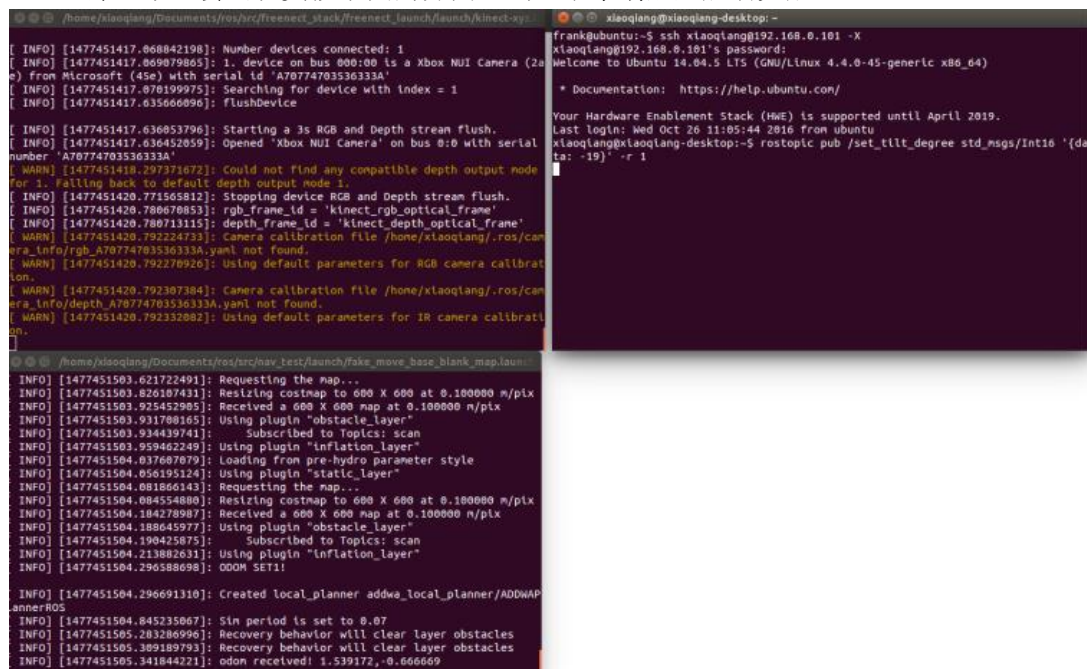 /home/xiaoqiang/Documents/ros/src/freenect_stack/freenect_launch/launch/kinect-xyz.l
[ INFO] [1477451417.068842198]: Number devices connected: 1
[ INFO] [1477451417.069079865]: 1. device on bus 000:00 is a Xbox NUI Camera (2a
e) from Microsoft (45e) with serial id 'A70774703536333A'
[ INFO] [1477451417.070199975]: Searching for device with index = 1
[ INFO] [1477451417.635666096]: flushDevice
[ INFO] [1477451417.636053796]: Starting a 3s RGB and Depth stream flush.
[ INFO] [1477451417.636452059]: Opened 'Xbox NUI Camera' on bus 0:0 with serial
number 'A70774703536333A'
[ WARN] [1477451418.297371672]: Could not find any compatible depth output mode
for 1. Falling back to default depth output mode 1.
[ INFO] [1477451420.771565812]: Stopping device RGB and Depth stream flush.
[ INFO] [1477451420.780670853]: rgb_frame_id = 'kinect_rgb_optical_frame'
[ INFO] [1477451420.780713115]: depth_frame_id = 'kinect_depth_optical_frame'
[ WARN] [1477451420.792224733]: Camera calibration file /home/xiaoqiang/.ros/cam
era_info/rgb_A70774703536333A.yaml not found.
[ WARN] [1477451420.792270926]: Using default parameters for RGB camera calibrat
ion.
[ WARN] [1477451420.792307384]: Camera calibration file /home/xiaoqiang/.ros/cam
era_info/depth_A70774703536333A.yaml not found.
[ WARN] [1477451420.792332082]: Using default parameters for IR camera calibrati
on.
xiaoqiang@xiaoqiang-desktop: ~
frank@ubuntu:~$ ssh xiaoqiang@192.168.0.101 -X
xiaoqiang@192.168.0.101's password:
Welcome to Ubuntu 14.04.5 LTS (GNU/Linux 4.4.0-45-generic x86_64)
* Documentation:  https://help.ubuntu.com/
Your Hardware Enablement Stack (HWE) is supported until April 2019.
Last login: Wed Oct 26 11:05:44 2016 from ubuntu
xiaoqiang@xiaoqiang-desktop:~$ rostopic pub /set_tilt_degree std_msgs/Int16 '{da
ta: -19}' -r 1
/home/xiaoqiang/Documents/ros/src/nav_test/launch/fake_move_base_blank_map.launc
INFO] [1477451503.621722491]: Requesting the map...
INFO] [1477451503.826107431]: Resizing costmap to 600 X 600 at 0.100000 m/pix
INFO] [1477451503.925452905]: Received a 600 X 600 map at 0.100000 m/pix
INFO] [1477451503.931708165]: Using plugin "obstacle_layer"
INFO] [1477451503.934439741]:     Subscribed to Topics: scan
INFO] [1477451503.959462249]: Using plugin "inflation_layer"
INFO] [1477451504.037607079]: Loading from pre-hydro parameter style
INFO] [1477451504.056195124]: Using plugin "static_layer"
INFO] [1477451504.081866143]: Requesting the map...
INFO] [1477451504.084554880]: Resizing costmap to 600 X 600 at 0.100000 m/pix
INFO] [1477451504.184278987]: Received a 600 X 600 map at 0.100000 m/pix
INFO] [1477451504.188645977]: Using plugin "obstacle_layer"
INFO] [1477451504.190425875]:     Subscribed to Topics: scan
INFO] [1477451504.213882631]: Using plugin "inflation_layer"
INFO] [1477451504.296588698]: ODOM SET1!
INFO] [1477451504.296691310]: Created local_planner addwa_local_planner/ADDWAP
annerROS
INFO] [1477451504.845235067]: Sim period is set to 0.07
INFO] [1477451505.283286996]: Recovery behavior will clear layer obstacles
INFO] [1477451505.309189793]: Recovery behavior will clear layer obstacles
INFO] [1477451505.341844221]: odom received! 1.539172,-0.666669